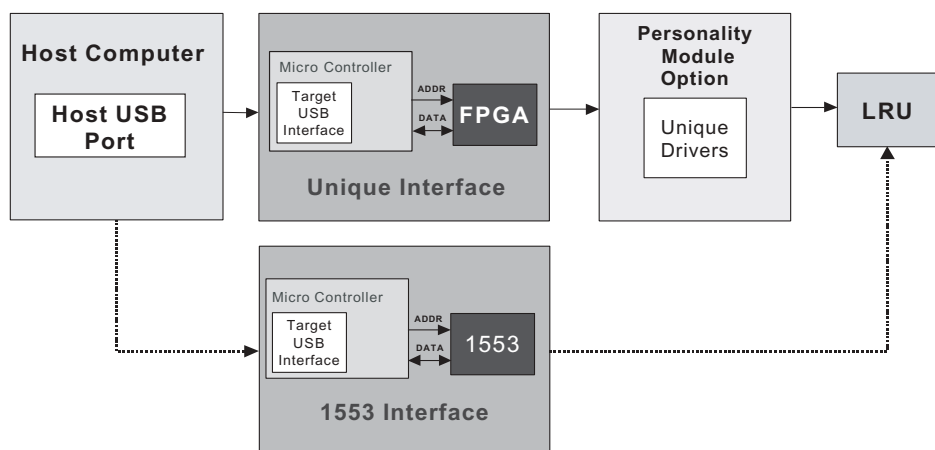 Host Computer
Host USB
Port
Micro Controller
Target
USB
Interface
ADDR
DATA
FPGA
Unique Interface
Personality
Module
Option
Unique
Drivers
LRU
Micro Controller
Target
USB
Interface
ADDR
DATA
1553
1553 Interface